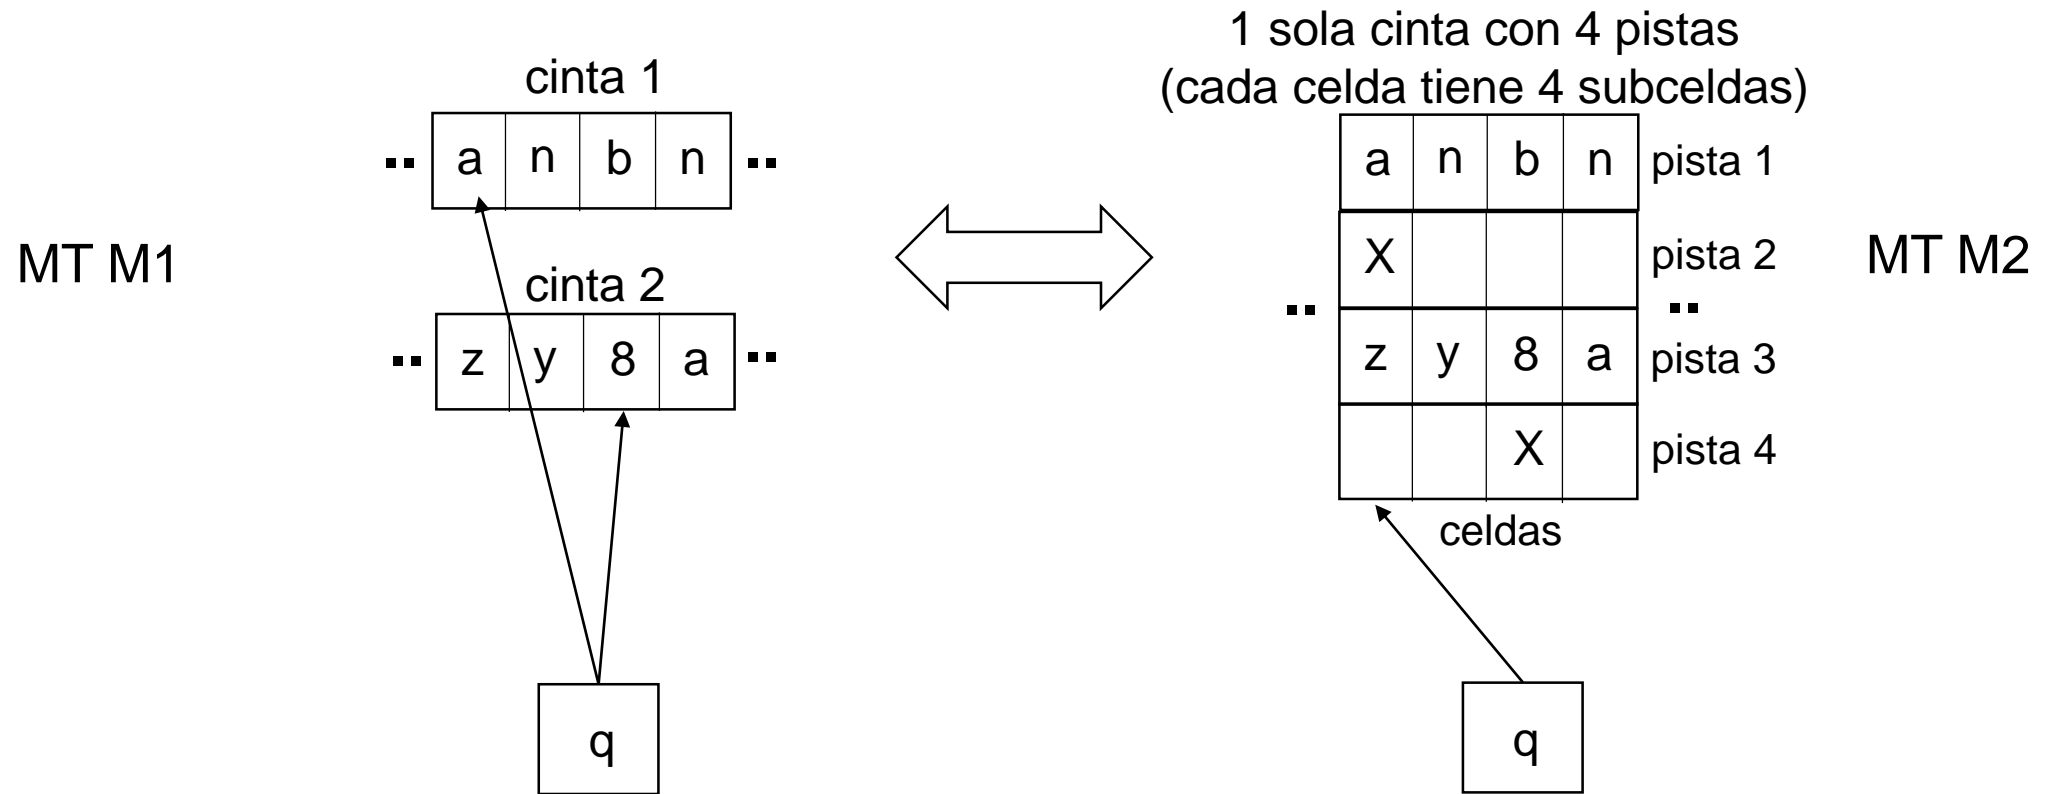 MT M1
cinta 1
.. a n b n ..
cinta 2
.. z y 8 a ..
q
1 sola cinta con 4 pistas
(cada celda tiene 4 subceldas)
a n b n pista 1
X pista 2
.. ..
z y 8 a pista 3
X pista 4
celdas
q
MT M2